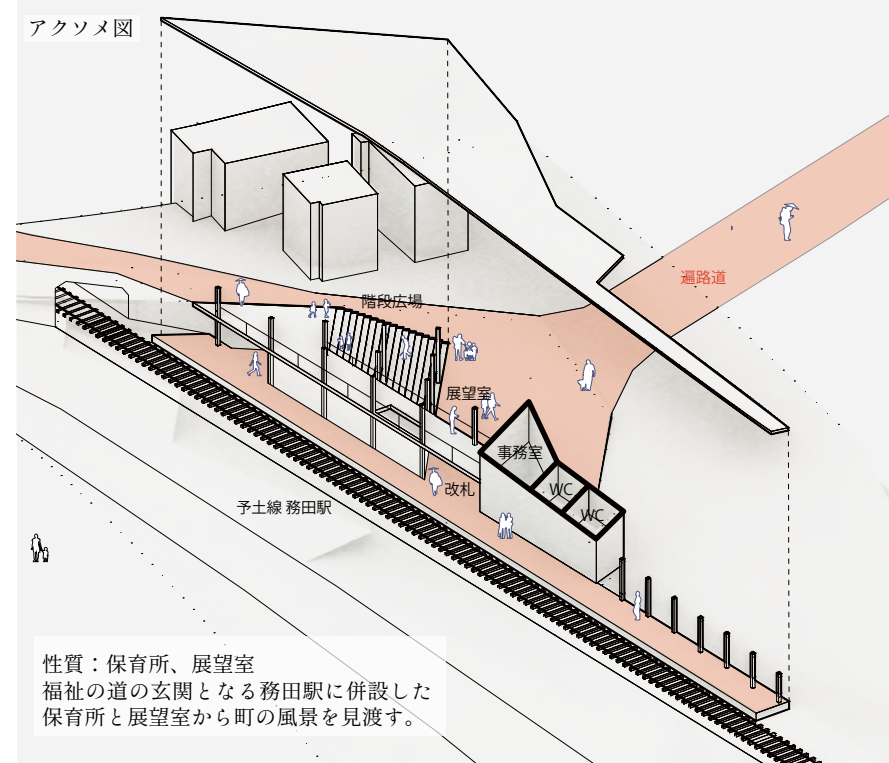 アクソメ図
遍路道
階段広場
展望室
事務室
改札
WC
WC
予土線 務田駅
性質：保育所、展望室
福祉の道の玄関となる務田駅に併設した
保育所と展望室から町の風景を見渡す。